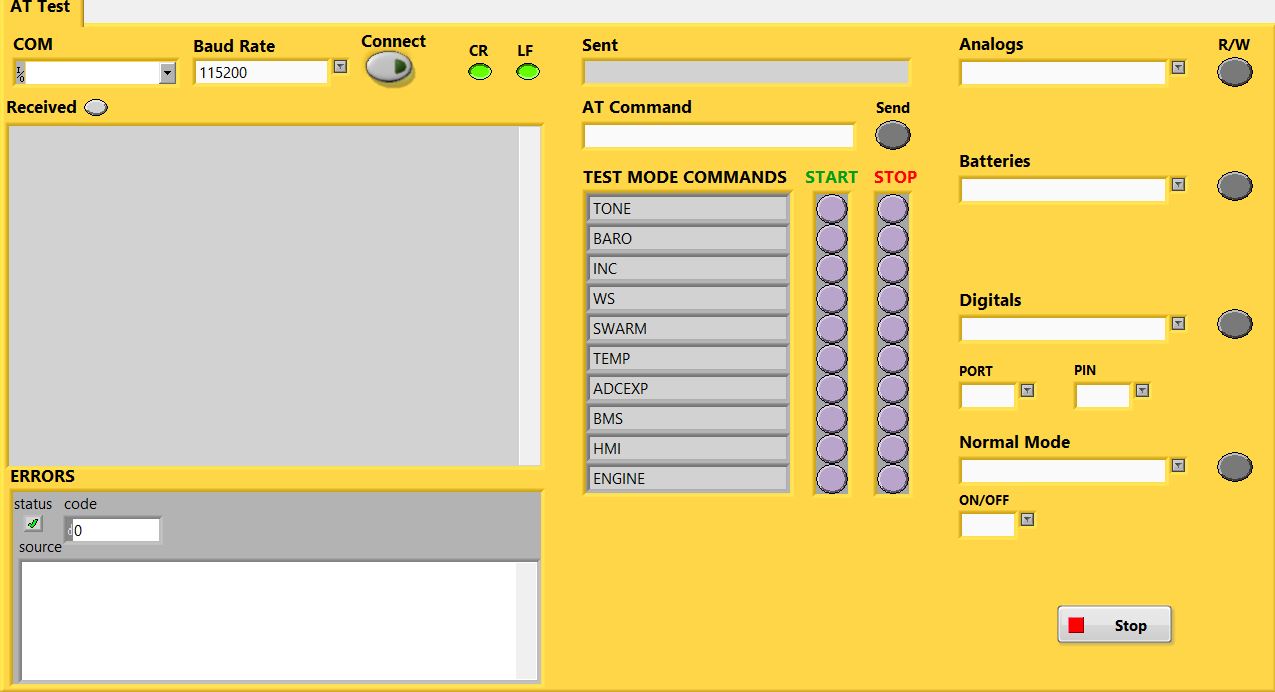 AT Test
COM
Baud Rate
115200
Connect
CR
LF
Received
ERRORS
status
code
0
source
Sent
AT Command
Send
TEST MODE COMMANDS
START
STOP
TONE
BARO
INC
WS
SWARM
TEMP
ADCEXP
BMS
HMI
ENGINE
Analogs
R/W
Batteries
Digitals
PORT
PIN
Normal Mode
ON/OFF
Stop